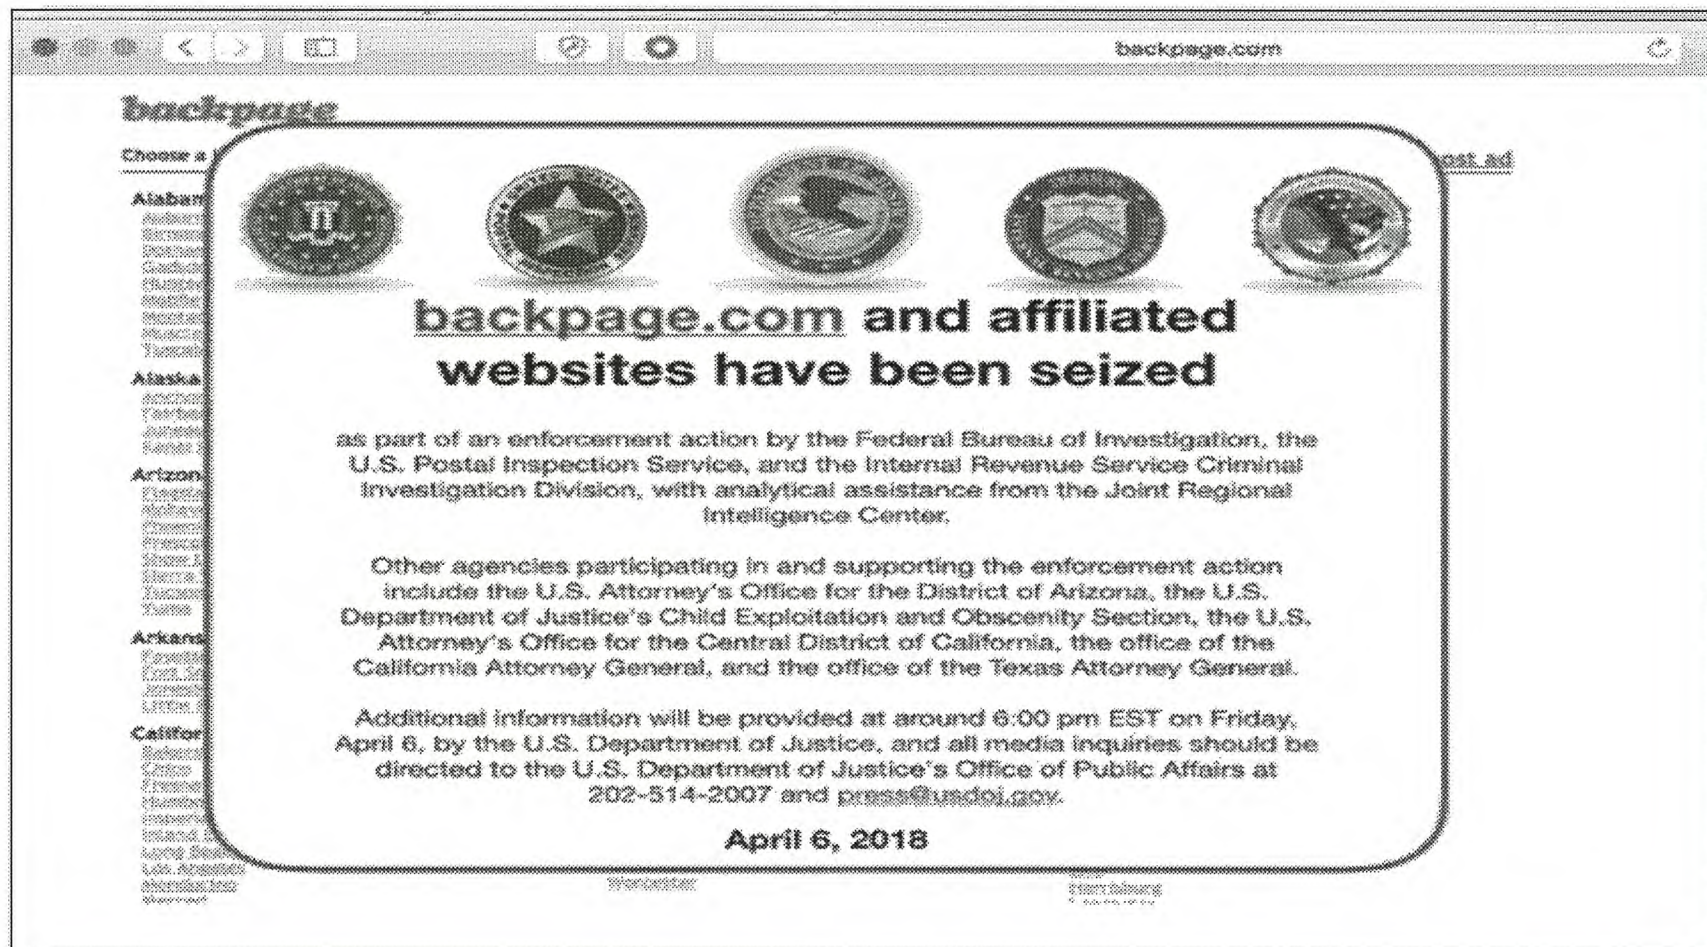 backpage.com
backpage
Choose a
post ad
Alabam
backpage.com and affiliated
websites have been seized
as part of an enforcement action by the Federal Bureau of Investigation, the
U.S. Postal Inspection Service, and the Internal Revenue Service Criminal
Investigation Division, with analytical assistance from the Joint Regional
Intelligence Center.
Other agencies participating in and supporting the enforcement action
include the U.S. Attorney's Office for the District of Arizona, the U.S.
Department of Justice's Child Exploitation and Obscenity Section, the U.S.
Attorney's Office for the Central District of California, the office of the
California Attorney General, and the office of the Texas Attorney General.
Additional information will be provided at around 6:00 pm EST on Friday,
April 6, by the U.S. Department of Justice, and all media inquiries should be
directed to the U.S. Department of Justice's Office of Public Affairs at
202-514-2007 and press@usdoj.gov.
April 6, 2018
Alaska
Arizon
Arkans
Califor
Los Angeles
Mendocino
Worcester
Harrisburg